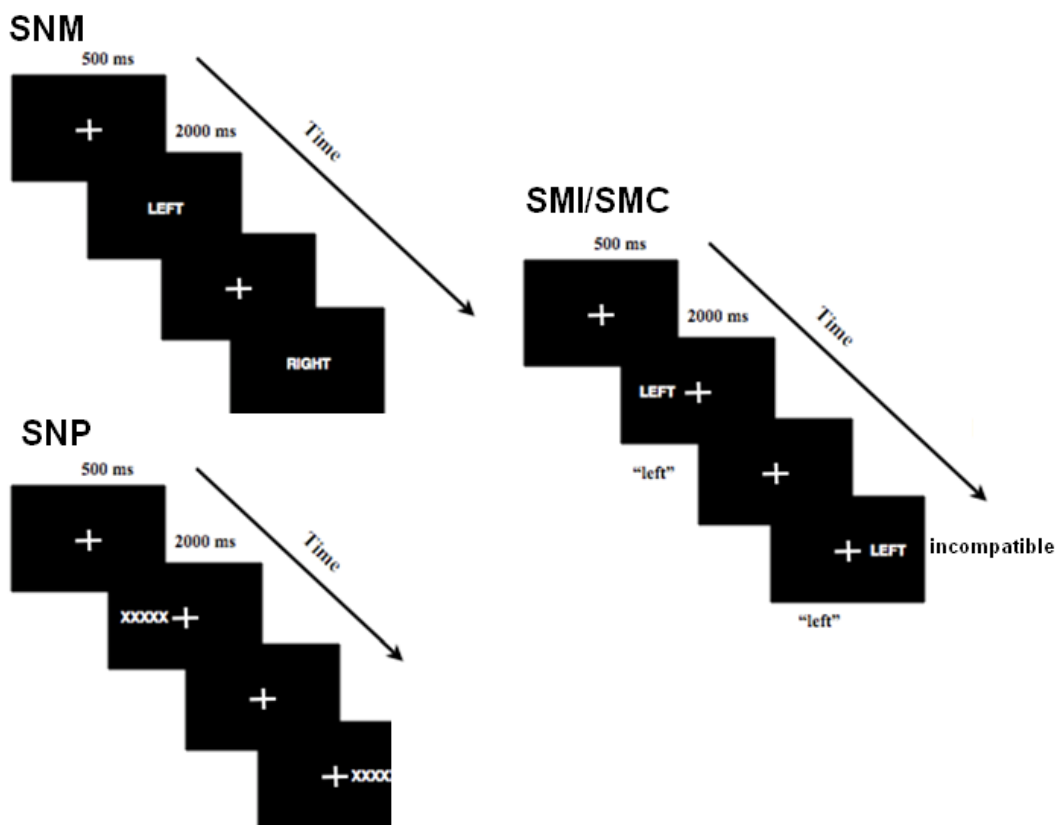 SNM
500 ms
Time
2000 ms
LEFT
RIGHT
SNP
500 ms
Time
2000 ms
XXXXX
XXXX
SMI/SMC
500 ms
Time
2000 ms
LEFT
“left”
LEFT
incompatible
“left”